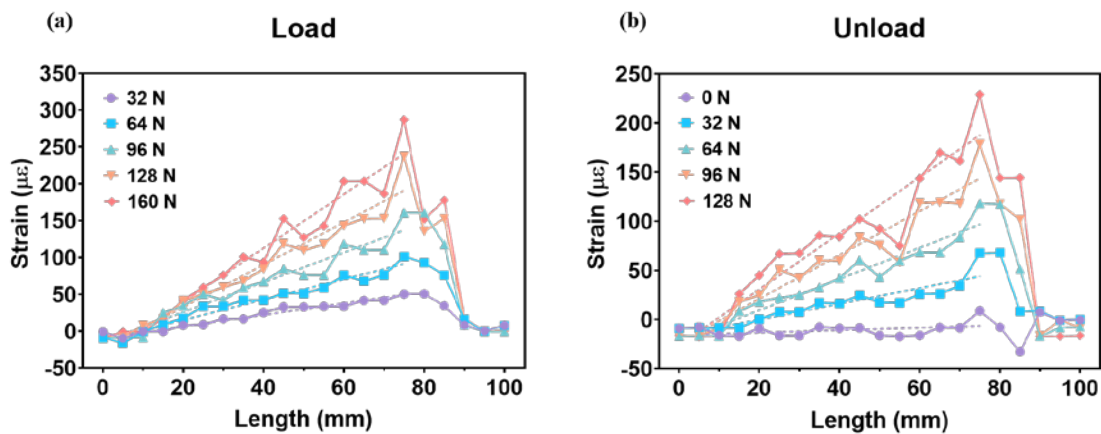 (a)
Load
350
300
250
200
150
100
50
0
-50
Strain (με)
32 N
64 N
96 N
128 N
160 N
0 20 40 60 80 100
Length (mm)
(b)
Unload
250
200
150
100
50
0
-50
Strain (με)
0 N
32 N
64 N
96 N
128 N
0 20 40 60 80 100
Length (mm)